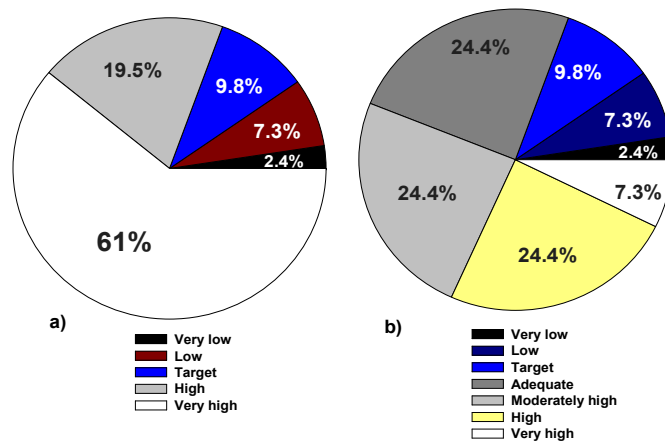 19.5%
9.8%
7.3%
2.4%
61%
a)
Very low
Low
Target
High
Very high
24.4%
9.8%
7.3%
2.4%
7.3%
24.4%
24.4%
b)
Very low
Low
Target
Adequate
Moderately high
High
Very high